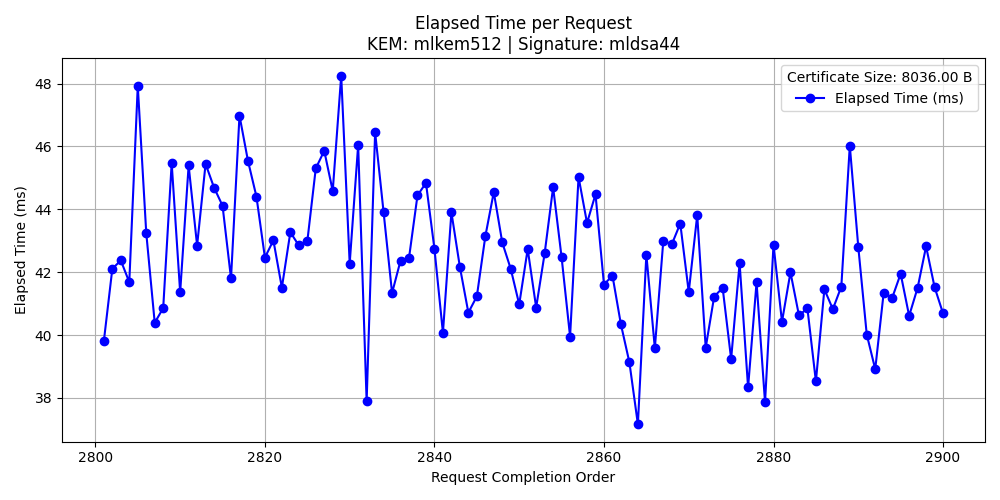 Elapsed Time per Request
KEM: mlkem512 | Signature: mldsa44
Certificate Size: 8036.00 B
Elapsed Time (ms)
Elapsed Time (ms)
48
46
44
42
40
38
2800 2820 2840 2860 2880 2900
Request Completion Order